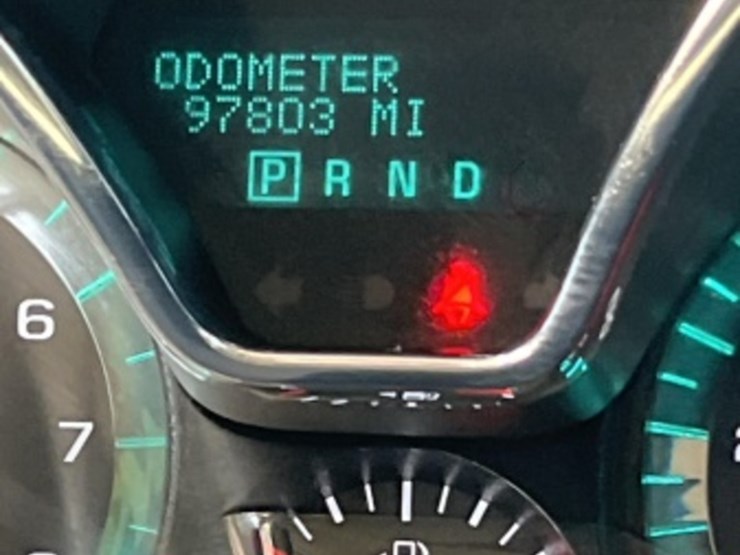 ODOMETER
97803 MI
P R N D
6
7